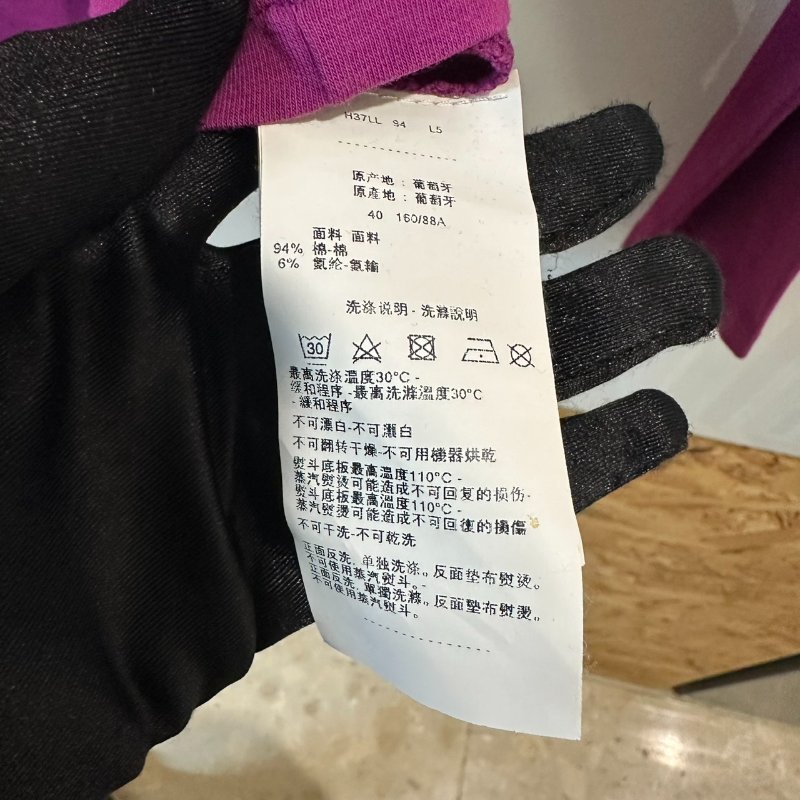 H37LL 94 L5
原产地：葡萄牙
原產地：葡萄牙
40 160/88A
面料 面料
94% 棉-棉
6% 氨纶-氨綸
洗涤说明 - 洗滌說明
30
最高洗涤温度30°C -
缓和程序 - 最高洗滌溫度30°C
- 緩和程序
不可漂白-不可漂白
不可翻转干燥-不可用機器烘乾
熨斗底板最高温度110°C -
蒸汽熨烫可能造成不可回复的损伤-
熨斗底板最高溫度110°C -
蒸汽熨燙可能造成不可回復的損傷
不可干洗-不可乾洗
正面反洗，单独洗涤。反面垫布熨烫。
不可使用蒸汽熨斗。-
正面反洗，單獨洗滌。反面墊布熨燙。
不可使用蒸汽熨斗。